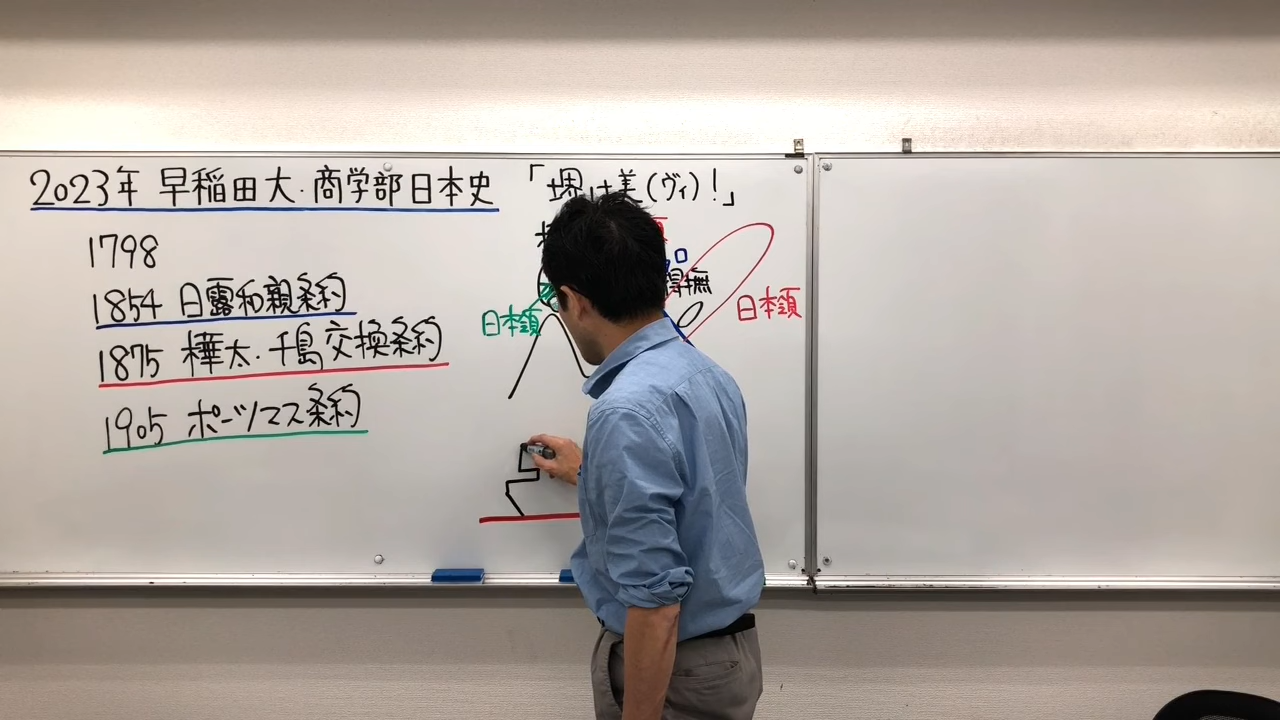 2023年 早稲田大・商学部日本史
「堺は美(ヴィ)!」
1798
1854 日露和親条約
1875 樺太・千島交換条約
1905 ポーツマス条約
日本領
得撫
日本領